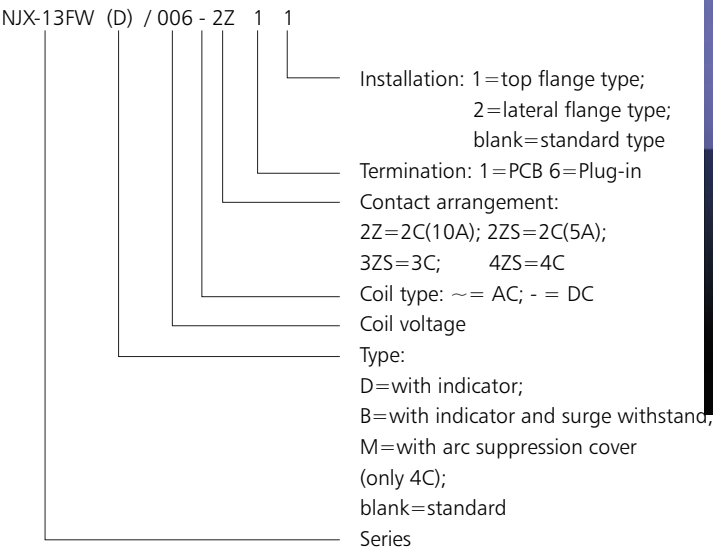 NJX-13FW (D) / 006 - 2Z 1 1
Installation: 1=top flange type;
2=lateral flange type;
blank=standard type
Termination: 1=PCB 6=Plug-in
Contact arrangement:
2Z=2C(10A); 2ZS=2C(5A);
3ZS=3C; 4ZS=4C
Coil type: ~= AC; - = DC
Coil voltage
Type:
D=with indicator;
B=with indicator and surge withstand;
M=with arc suppression cover
(only 4C);
blank=standard
Series